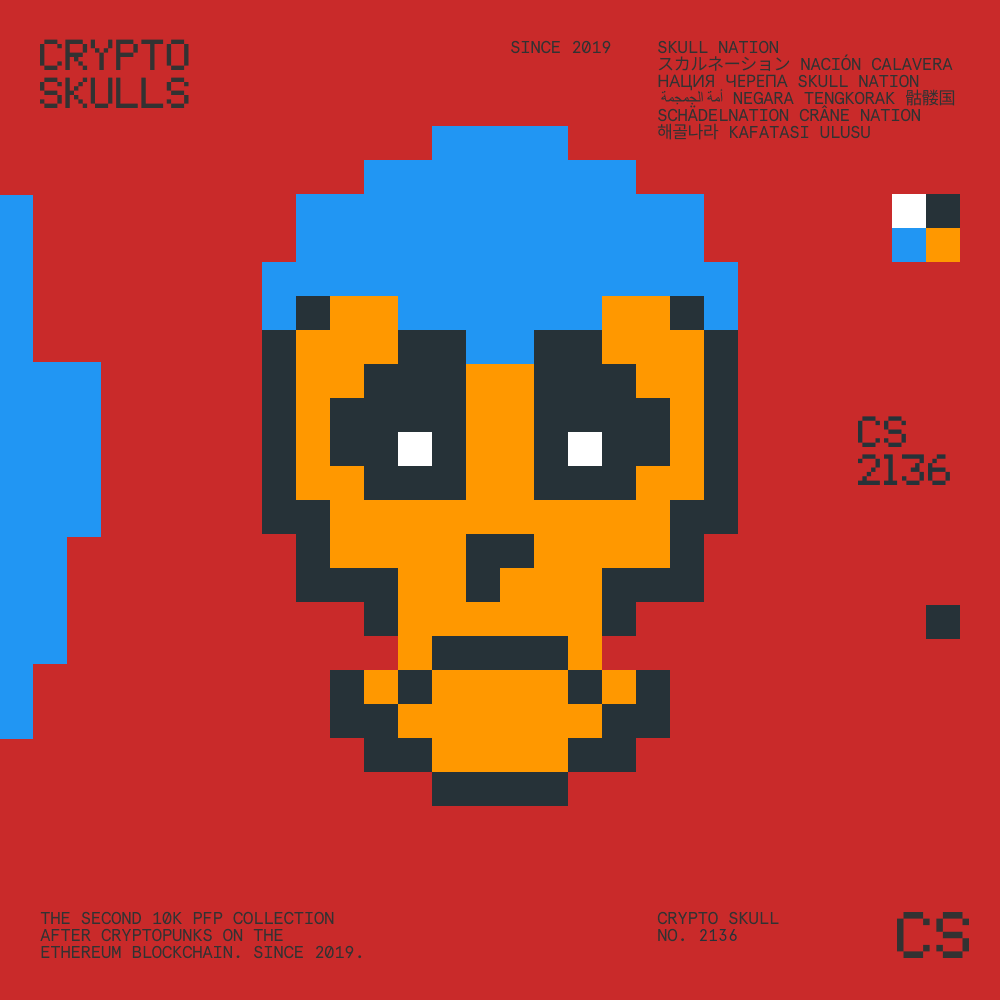 CRYPTO
SKULLS
SINCE 2019
SKULL NATION
スカルネーション NACIÓN CALAVERA
НАЦИЯ ЧЕРЕПА SKULL NATION
أمة الجمجمة NEGARA TENGKORAK 骷髅国
SCHÄDELNATION CRÂNE NATION
해골나라 KAFATASI ULUSU
CS
2136
THE SECOND 10K PFP COLLECTION
AFTER CRYPTOPUNKS ON THE
ETHEREUM BLOCKCHAIN. SINCE 2019.
CRYPTO SKULL
NO. 2136
CS